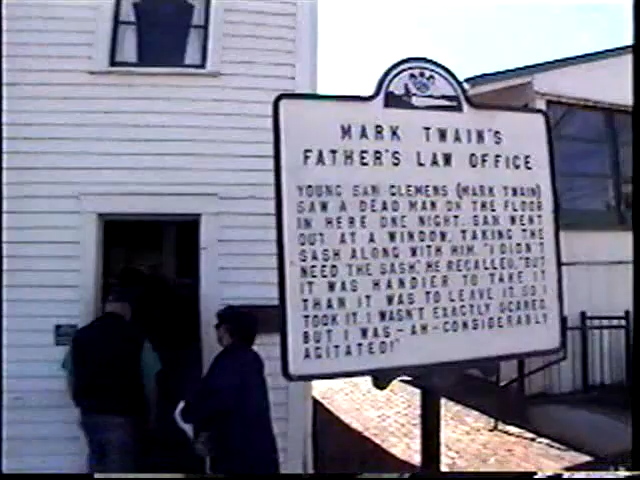 MARK TWAIN'S
FATHER'S LAW OFFICE
YOUNG SAM CLEMENS (MARK TWAIN)
SAW A DEAD MAN ON THE FLOOR
IN HERE ONE NIGHT. SAM WENT
OUT AT A WINDOW, TAKING THE
SASH ALONG WITH HIM. "I DIDN'T
NEED THE SASH," HE RECALLED, "BUT
IT WAS HANDIER TO TAKE IT
THAN IT WAS TO LEAVE IT, SO I
TOOK IT. I WASN'T EXACTLY SCARED,
BUT I WAS-AH-CONSIDERABLY
AGITATED!"